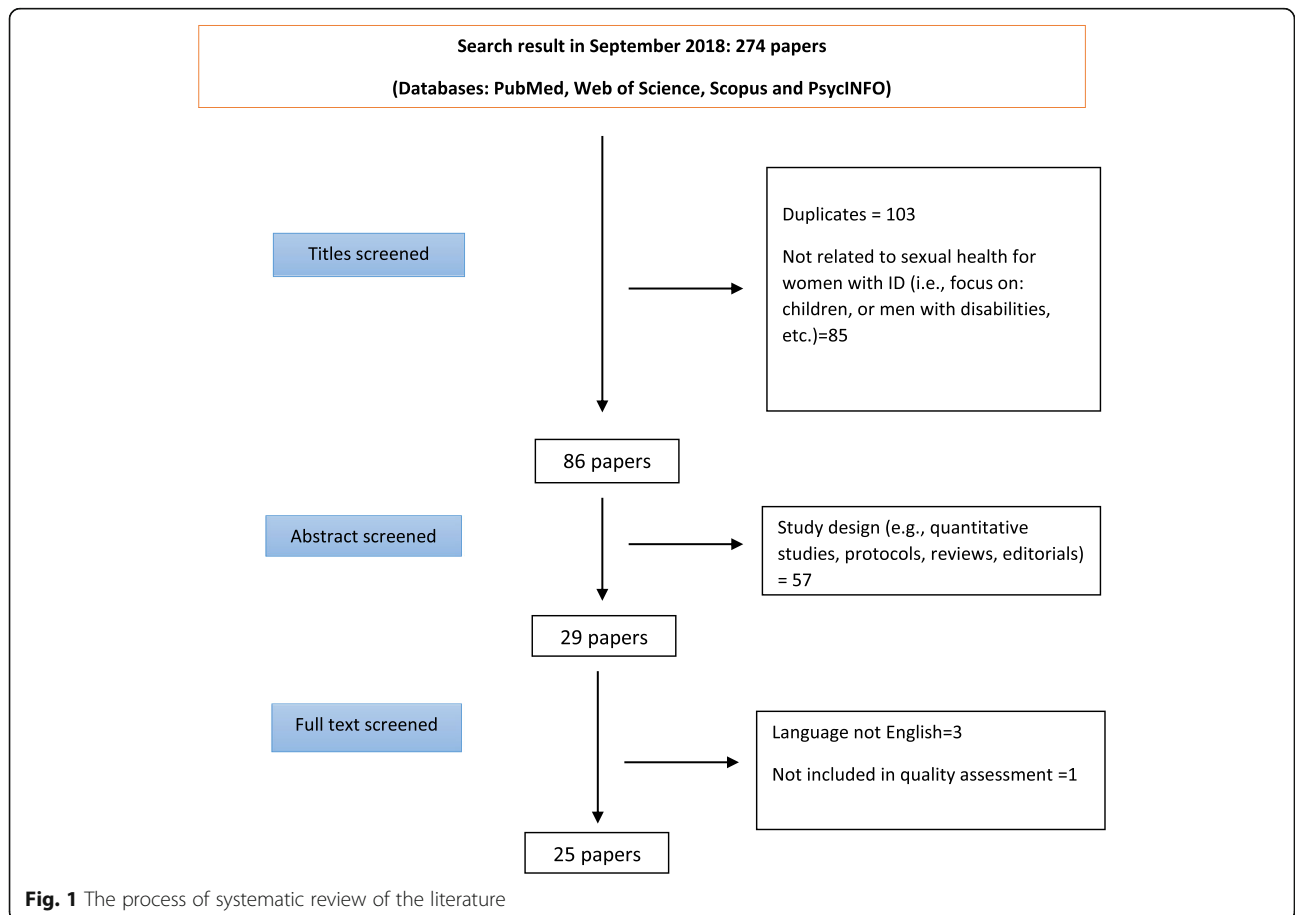 Search result in September 2018: 274 papers
(Databases: PubMed, Web of Science, Scopus and PsycINFO)
Titles screened
Duplicates = 103
Not related to sexual health for
women with ID (i.e., focus on:
children, or men with disabilities,
etc.)=85
86 papers
Abstract screened
Study design (e.g., quantitative
studies, protocols, reviews, editorials)
= 57
29 papers
Full text screened
Language not English=3
Not included in quality assessment =1
25 papers
Fig. 1 The process of systematic review of the literature